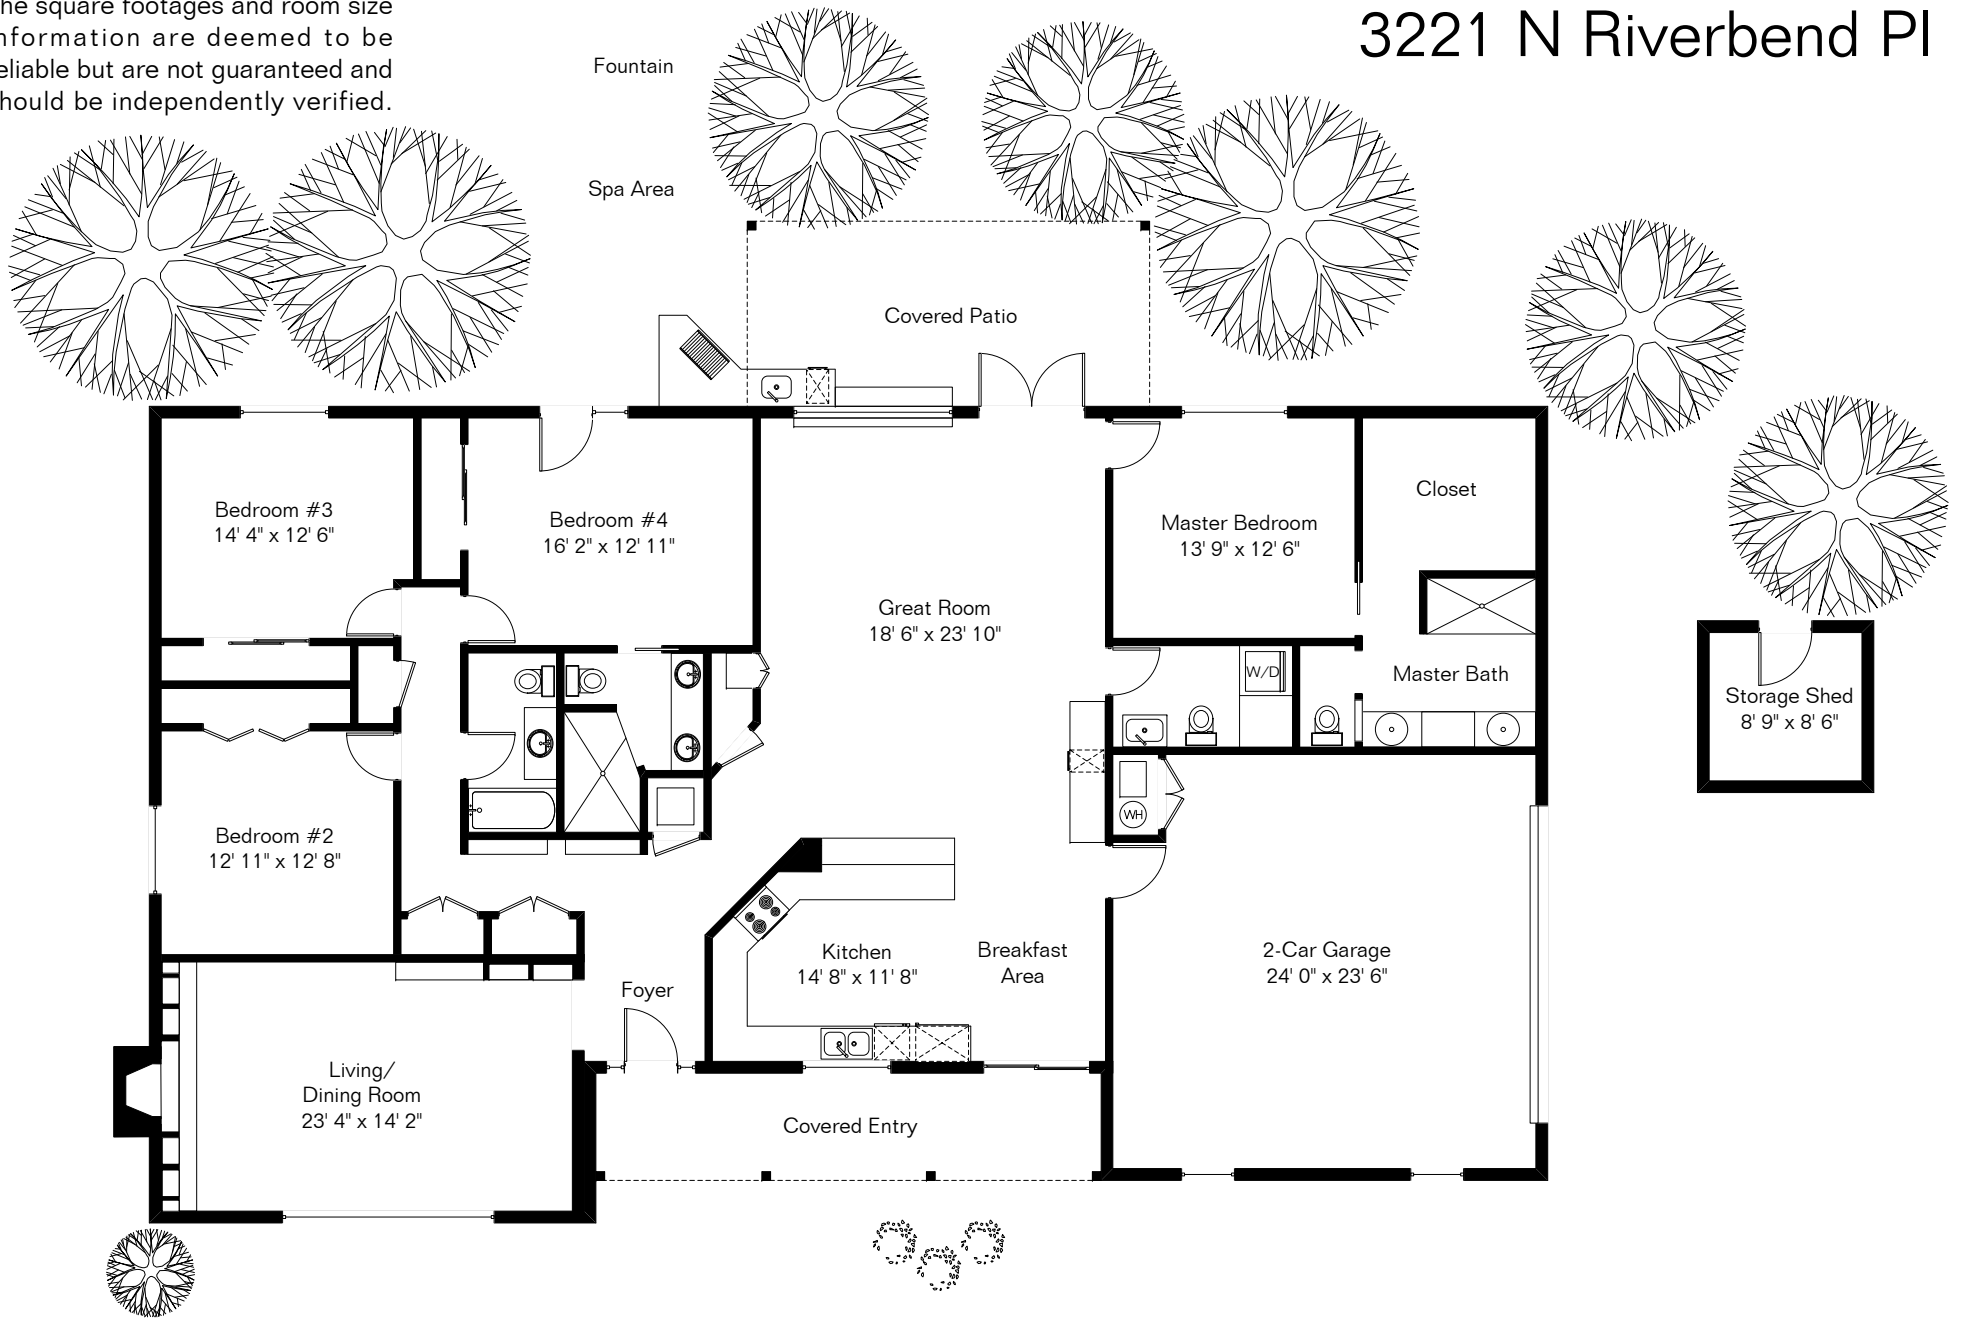 he square footages and room size
nformation are deemed to be
eliable but are not guaranteed and
hould be independently verified.
3221 N Riverbend Pl
Fountain
Spa Area
Covered Patio
Bedroom #3
14' 4" x 12' 6"
Bedroom #4
16' 2" x 12' 11"
Great Room
18' 6" x 23' 10"
Master Bedroom
13' 9" x 12' 6"
Closet
W/D
Master Bath
Storage Shed
8' 9" x 8' 6"
Bedroom #2
12' 11" x 12' 8"
WH
Kitchen
14' 8" x 11' 8"
Breakfast
Area
2-Car Garage
24' 0" x 23' 6"
Foyer
Living/
Dining Room
23' 4" x 14' 2"
Covered Entry